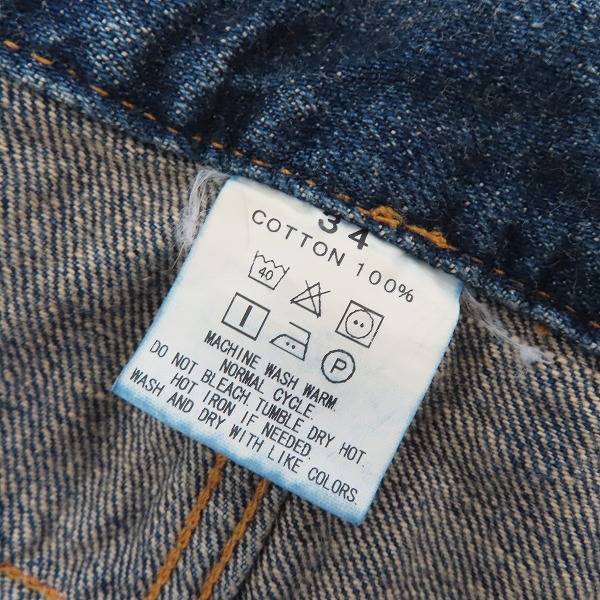 34
COTTON 100%
40
P
MACHINE WASH WARM.
NORMAL CYCLE.
DO NOT BLEACH. TUMBLE DRY HOT.
HOT IRON IF NEEDED.
WASH AND DRY WITH LIKE COLORS.